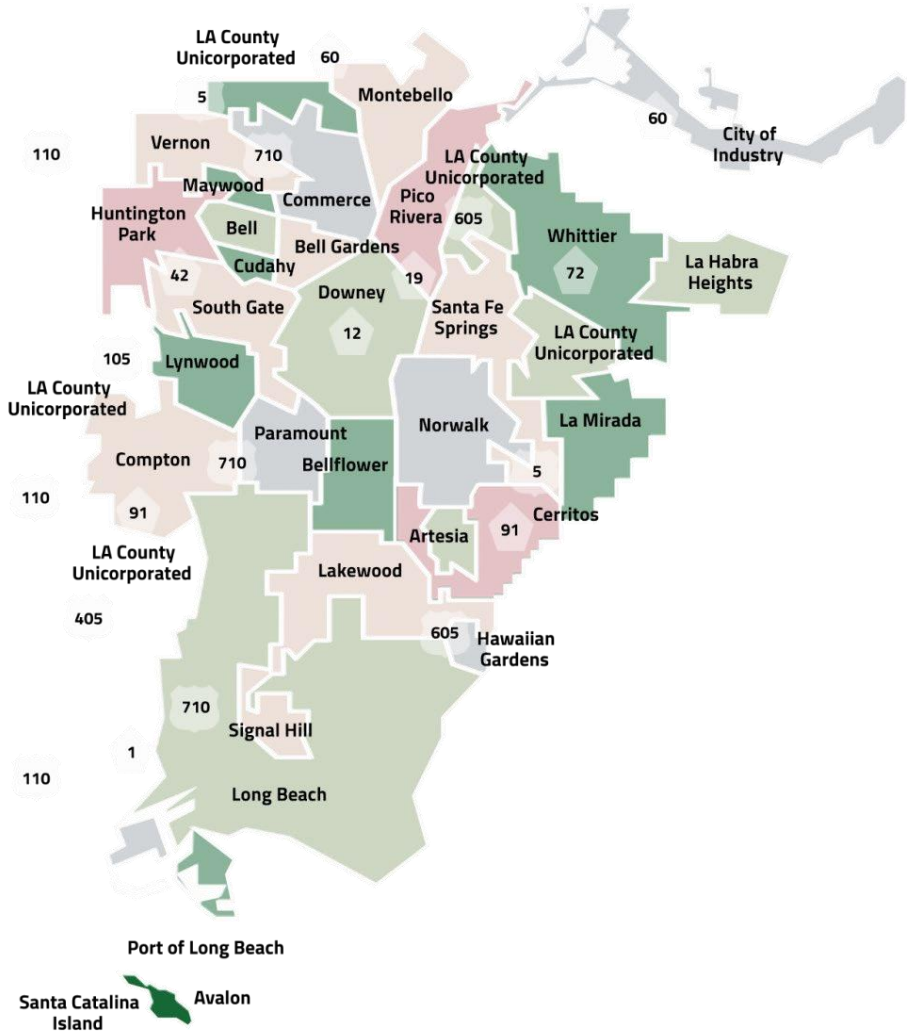 LA County
Unicorporated
60
5
Montebello
Vernon
110
710
60
City of
Industry
LA County
Unicorporated
Maywood
Commerce
Pico
Rivera
Huntington
Park
605
Bell
Whittier
Bell Gardens
Cudahy
42
19
72
La Habra
Heights
Downey
South Gate
Santa Fe
Springs
12
LA County
Unicorporated
105
Lynwood
LA County
Unicorporated
La Mirada
Paramount
Norwalk
Compton
710
Bellflower
5
110
91
Cerritos
91
Artesia
LA County
Unicorporated
Lakewood
405
605
Hawaiian
Gardens
710
Signal Hill
1
110
Long Beach
Port of Long Beach
Santa Catalina
Island
Avalon